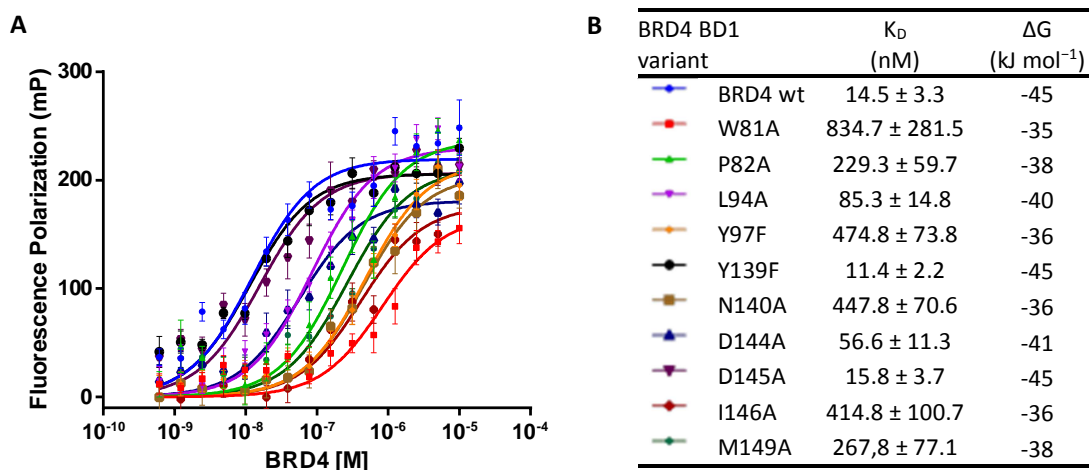 A
Fluorescence Polarization (mP)
300
200
100
0
10⁻¹⁰ 10⁻⁹ 10⁻⁸ 10⁻⁷ 10⁻⁶ 10⁻⁵ 10⁻⁴
BRD4 [M]
B
BRD4 BD1 K_D ΔG
variant (nM) (kJ mol⁻¹)
BRD4 wt 14.5 ± 3.3 -45
W81A 834.7 ± 281.5 -35
P82A 229.3 ± 59.7 -38
L94A 85.3 ± 14.8 -40
Y97F 474.8 ± 73.8 -36
Y139F 11.4 ± 2.2 -45
N140A 447.8 ± 70.6 -36
D144A 56.6 ± 11.3 -41
D145A 15.8 ± 3.7 -45
I146A 414.8 ± 100.7 -36
M149A 267,8 ± 77.1 -38